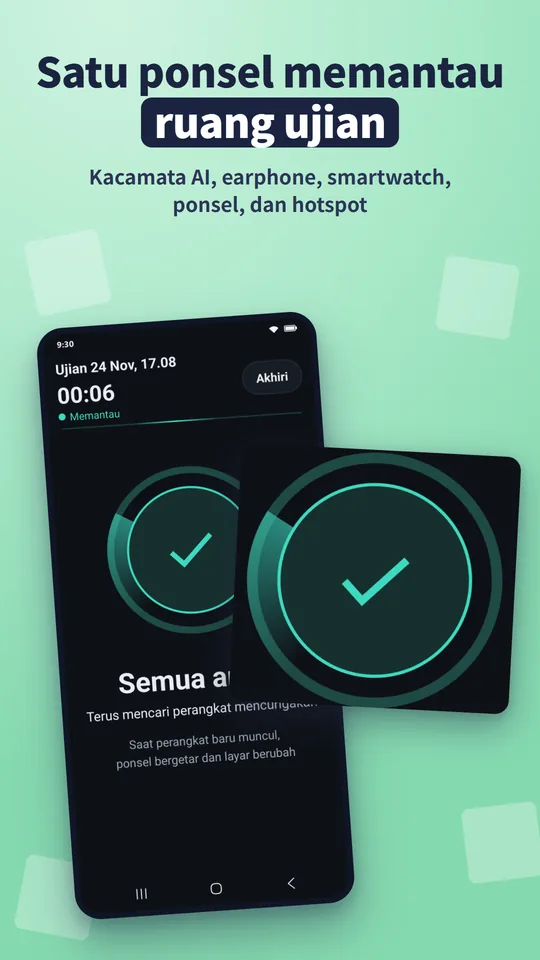 Satu ponsel memantau
ruang ujian
Kacamata AI, earphone, smartwatch,
ponsel, dan hotspot
9:30
Ujian 24 Nov, 17.08
00:06
Memantau
Akhiri
Semua
Terus mencari perangkat mencurigakan
Saat perangkat baru muncul,
ponsel bergetar dan layar berubah